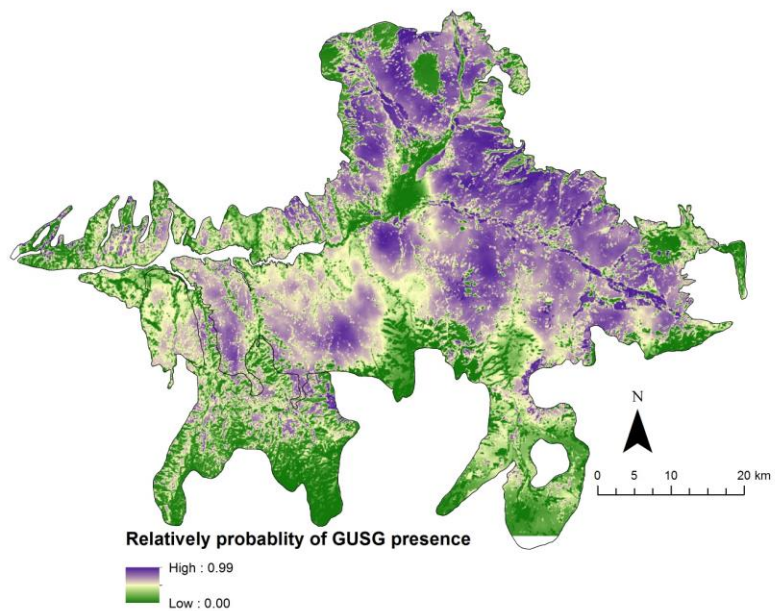 N
0 5 10 20 km
Relatively probablity of GUSG presence
High : 0.99
Low : 0.00